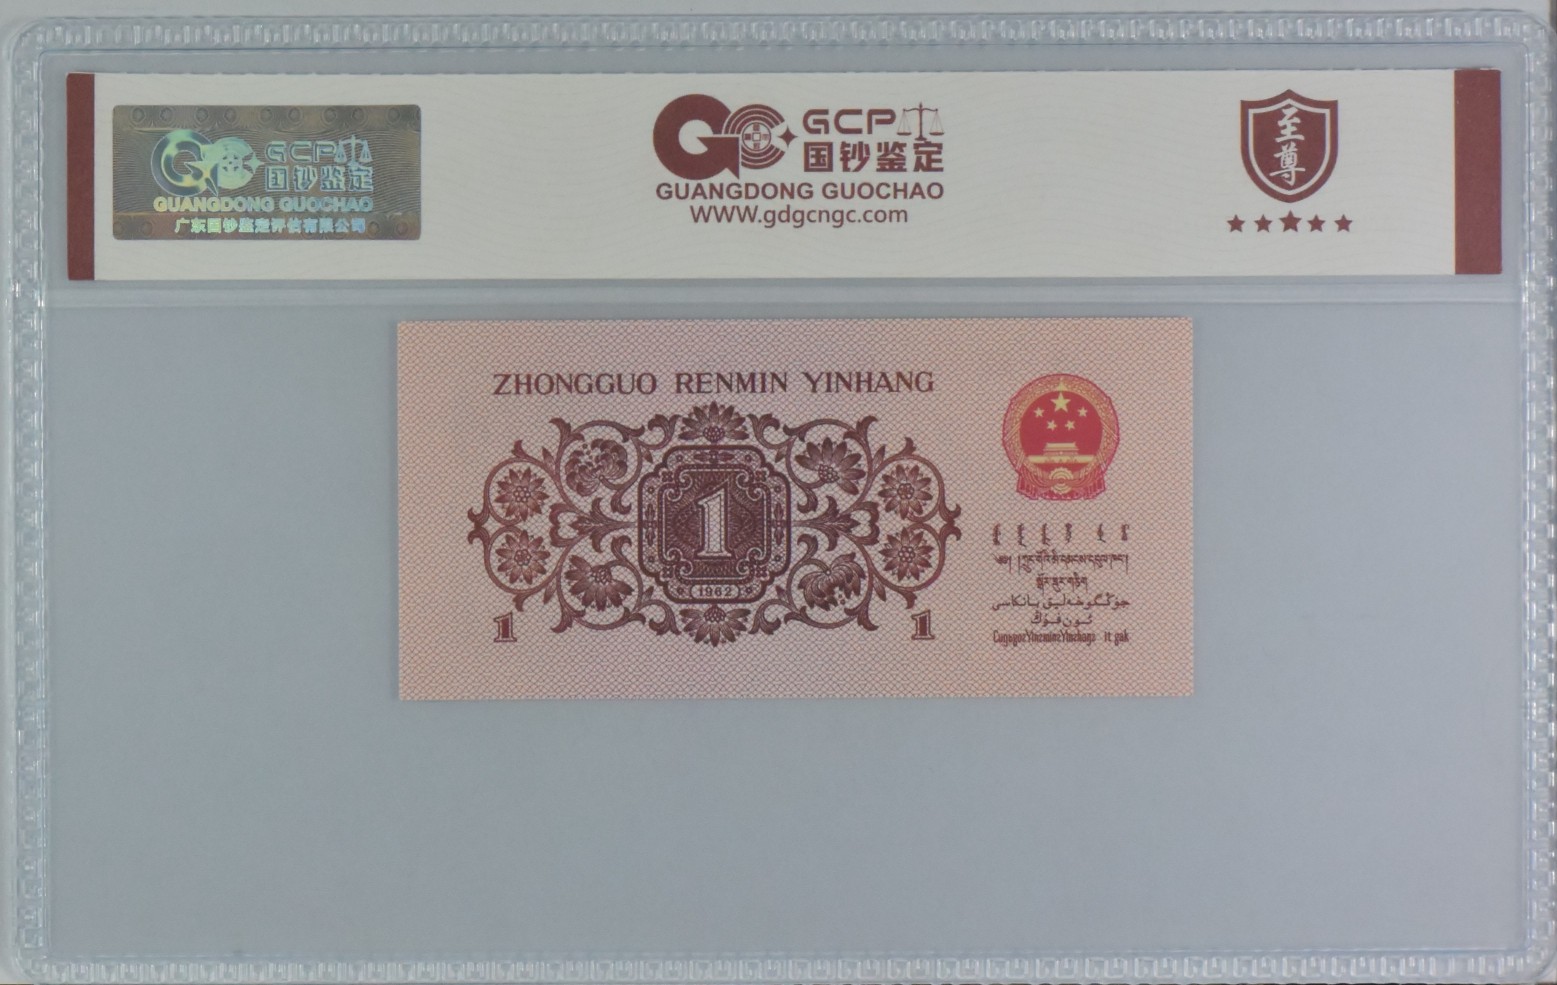 GCP
国钞鉴定
GUANGDONG GUOCHAO
广东国钞鉴定评估有限公司
GCP
国钞鉴定
GUANGDONG GUOCHAO
WWW.gdgcngc.com
至尊
ZHONGGUO RENMIN YINHANG
1
1962
1
1
جۇڭگوخەلىق بانكاسى